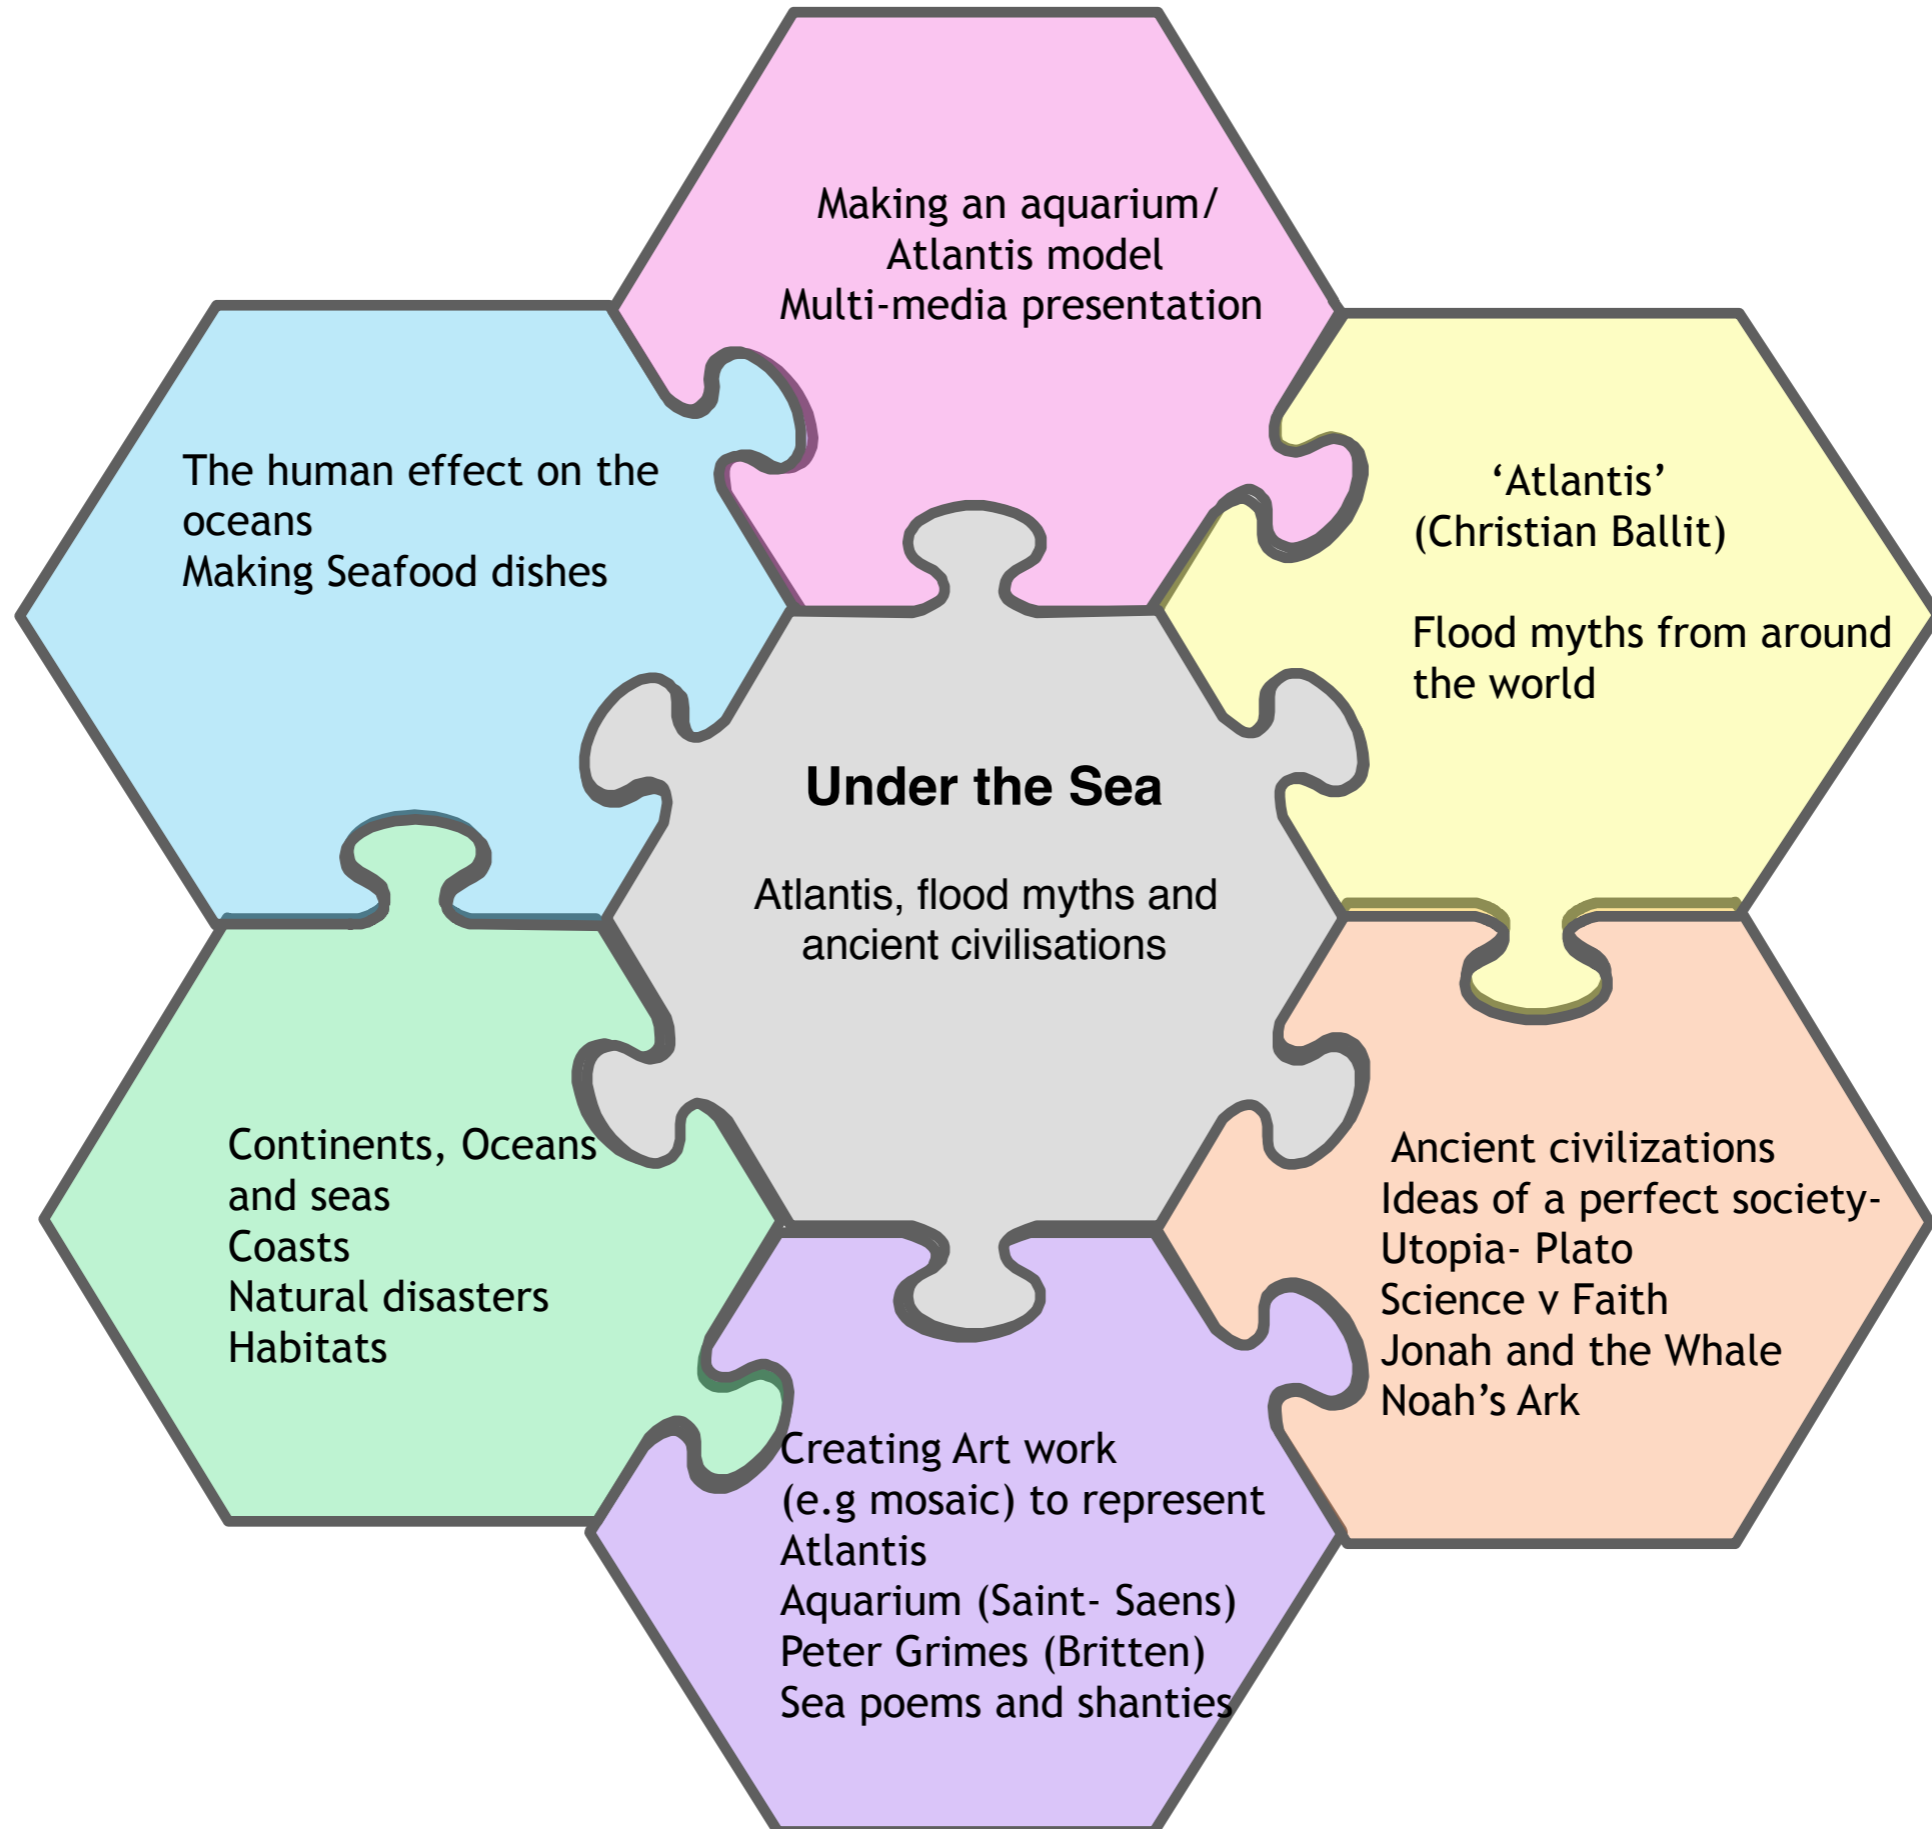 Making an aquarium/
Atlantis model
Multi-media presentation
The human effect on the
oceans
Making Seafood dishes
‘Atlantis’
(Christian Ballit)
Flood myths from around
the world
Under the Sea
Atlantis, flood myths and
ancient civilisations
Continents, Oceans
and seas
Coasts
Natural disasters
Habitats
Ancient civilizations
Ideas of a perfect society-
Utopia- Plato
Science v Faith
Jonah and the Whale
Noah’s Ark
Creating Art work
(e.g mosaic) to represent
Atlantis
Aquarium (Saint- Saens)
Peter Grimes (Britten)
Sea poems and shanties